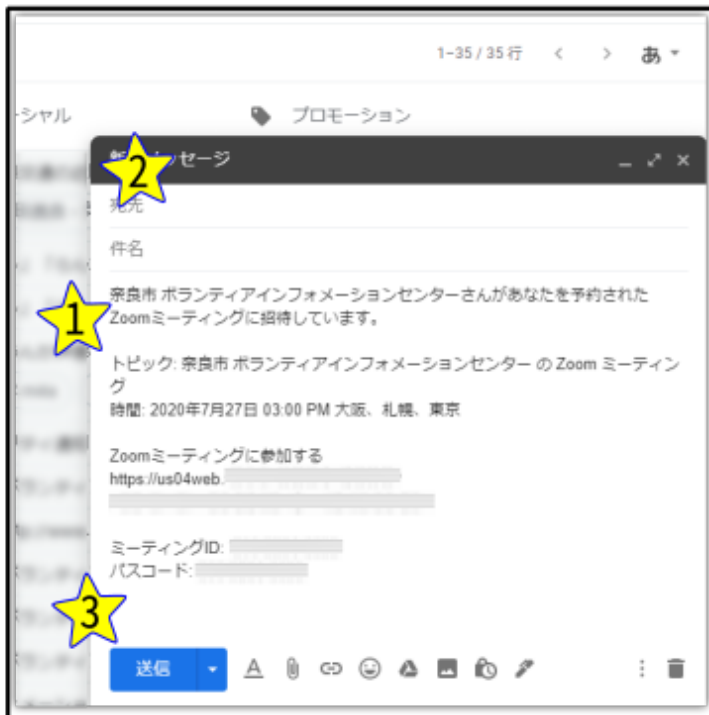 1–35 / 35 行 < > あ
シャル プロモーション
2
メッセージ
宛先
件名
1
奈良市 ボランティアインフォメーションセンターさんがあなたを予約された
Zoomミーティングに招待しています。
トピック: 奈良市 ボランティアインフォメーションセンター の Zoom ミーティン
グ
時間: 2020年7月27日 03:00 PM 大阪、札幌、東京
Zoomミーティングに参加する
https://us04web.
ミーティングID:
パスコード:
3
送信